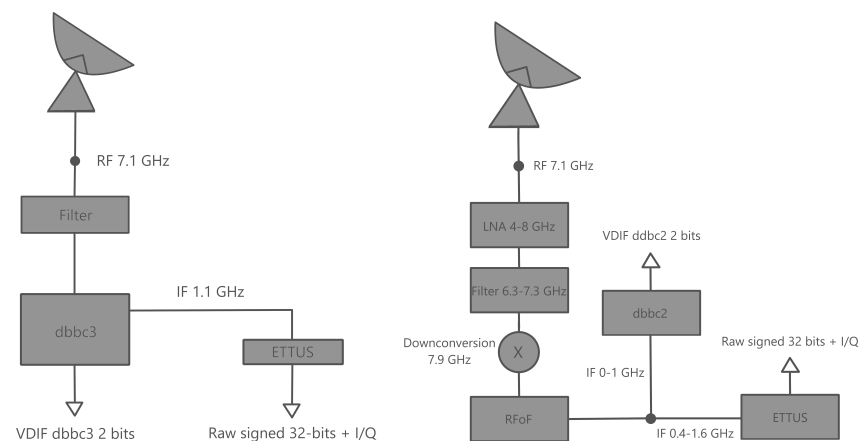 RF 7.1 GHz
Filter
dbbc3
IF 1.1 GHz
ETTUS
VDIF dbbc3 2 bits
Raw signed 32-bits + I/Q
RF 7.1 GHz
LNA 4-8 GHz
Filter 6.3-7.3 GHz
Downconversion
7.9 GHz
X
RFoF
VDIF ddbc2 2 bits
dbbc2
IF 0-1 GHz
IF 0.4-1.6 GHz
Raw signed 32 bits + I/Q
ETTUS